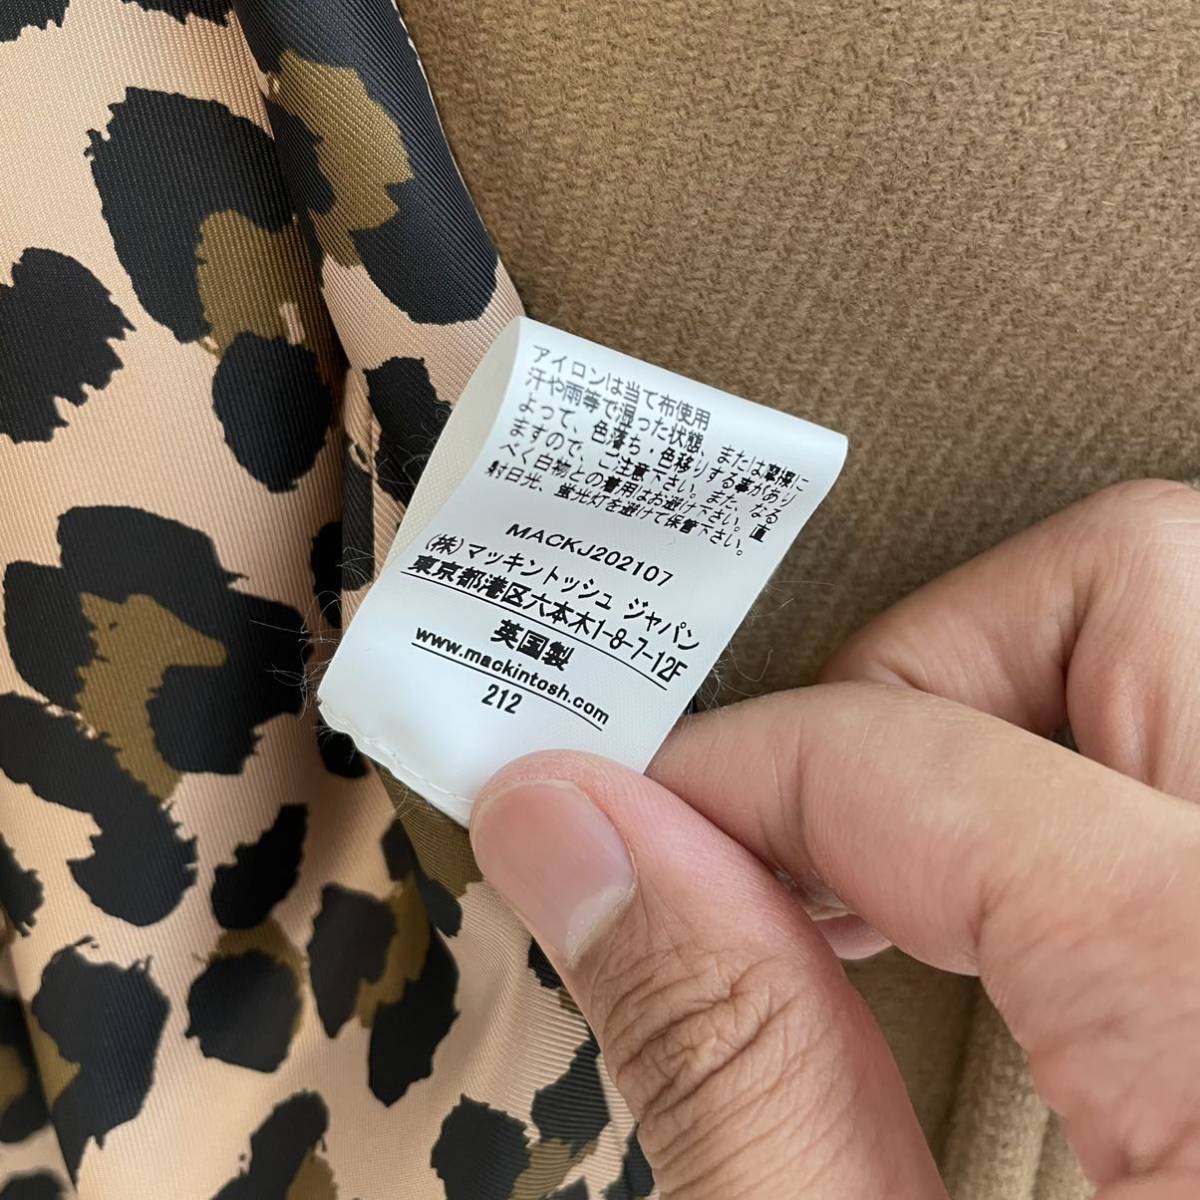 アイロンは当て布使用
汗や雨等で湿った状態、または摩擦に
よって、色落ち・色移りする事があり
ますので、ご注意下さい。また、なる
べく白物との着用はお避け下さい。直
射日光、蛍光灯を避けて保管下さい。
MACKJ202107
(株)マッキントッシュ ジャパン
東京都港区六本木1-8-7-12F
英国製
www.mackintosh.com
212